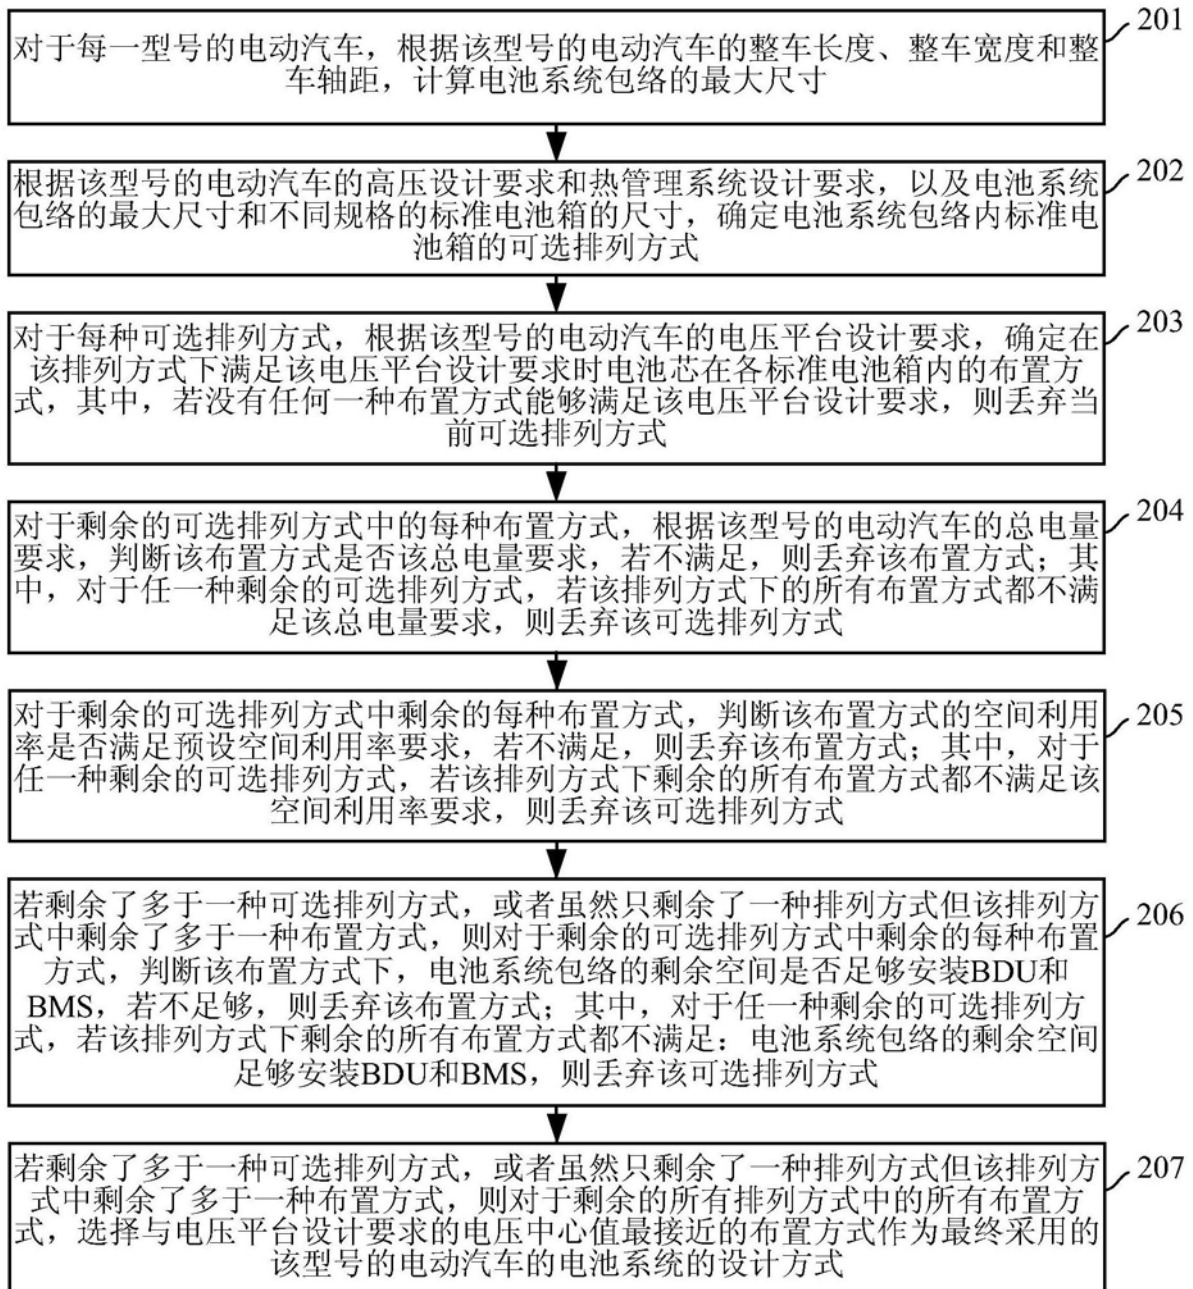 对于每一型号的电动汽车，根据该型号的电动汽车的整车长度、整车宽度和整
车轴距，计算电池系统包络的最大尺寸
201
根据该型号的电动汽车的高压设计要求和热管理系统设计要求，以及电池系统
包络的最大尺寸和不同规格的标准电池箱的尺寸，确定电池系统包络内标准电
池箱的可选排列方式
202
对于每种可选排列方式，根据该型号的电动汽车的电压平台设计要求，确定在
该排列方式下满足该电压平台设计要求时电池芯在各标准电池箱内的布置方
式，其中，若没有任何一种布置方式能够满足该电压平台设计要求，则丢弃当
前可选排列方式
203
对于剩余的可选排列方式中的每种布置方式，根据该型号的电动汽车的总电量
要求，判断该布置方式是否该总电量要求，若不满足，则丢弃该布置方式；其
中，对于任一种剩余的可选排列方式，若该排列方式下的所有布置方式都不满
足该总电量要求，则丢弃该可选排列方式
204
对于剩余的可选排列方式中剩余的每种布置方式，判断该布置方式的空间利用
率是否满足预设空间利用率要求，若不满足，则丢弃该布置方式；其中，对于
任一种剩余的可选排列方式，若该排列方式下剩余的所有布置方式都不满足该
空间利用率要求，则丢弃该可选排列方式
205
若剩余了多于一种可选排列方式，或者虽然只剩余了一种排列方式但该排列方
式中剩余了多于一种布置方式，则对于剩余的可选排列方式中剩余的每种布置
方式，判断该布置方式下，电池系统包络的剩余空间是否足够安装BDU和
BMS，若不足够，则丢弃该布置方式；其中，对于任一种剩余的可选排列方
式，若该排列方式下剩余的所有布置方式都不满足：电池系统包络的剩余空间
足够安装BDU和BMS，则丢弃该可选排列方式
206
若剩余了多于一种可选排列方式，或者虽然只剩余了一种排列方式但该排列方
式中剩余了多于一种布置方式，则对于剩余的所有排列方式中的所有布置方
式，选择与电压平台设计要求的电压中心值最接近的布置方式作为最终采用的
该型号的电动汽车的电池系统的设计方式
207